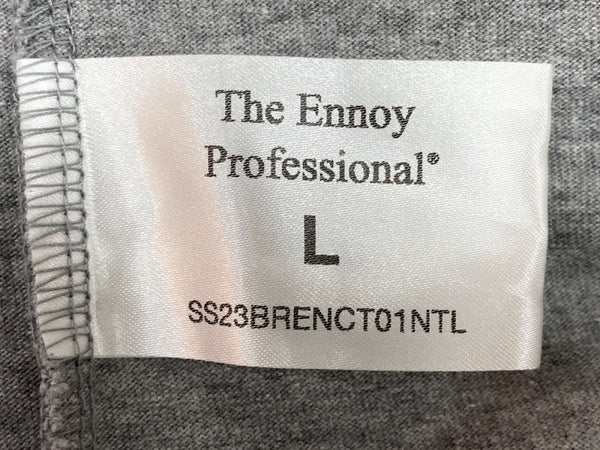 The Ennoy
Professional®
L
SS23BRENCT01NTL